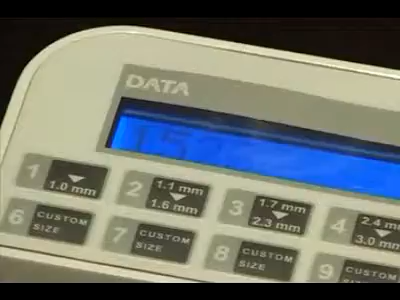 DATA
1 1.0 mm
2 1.1 mm 1.6 mm
3 1.7 mm 2.3 mm
4 2.4 m 3.0 mm
6 CUSTOM SIZE
7 CUSTOM SIZE
8 CUSTOM SIZE
9 CUSTOM SIZE